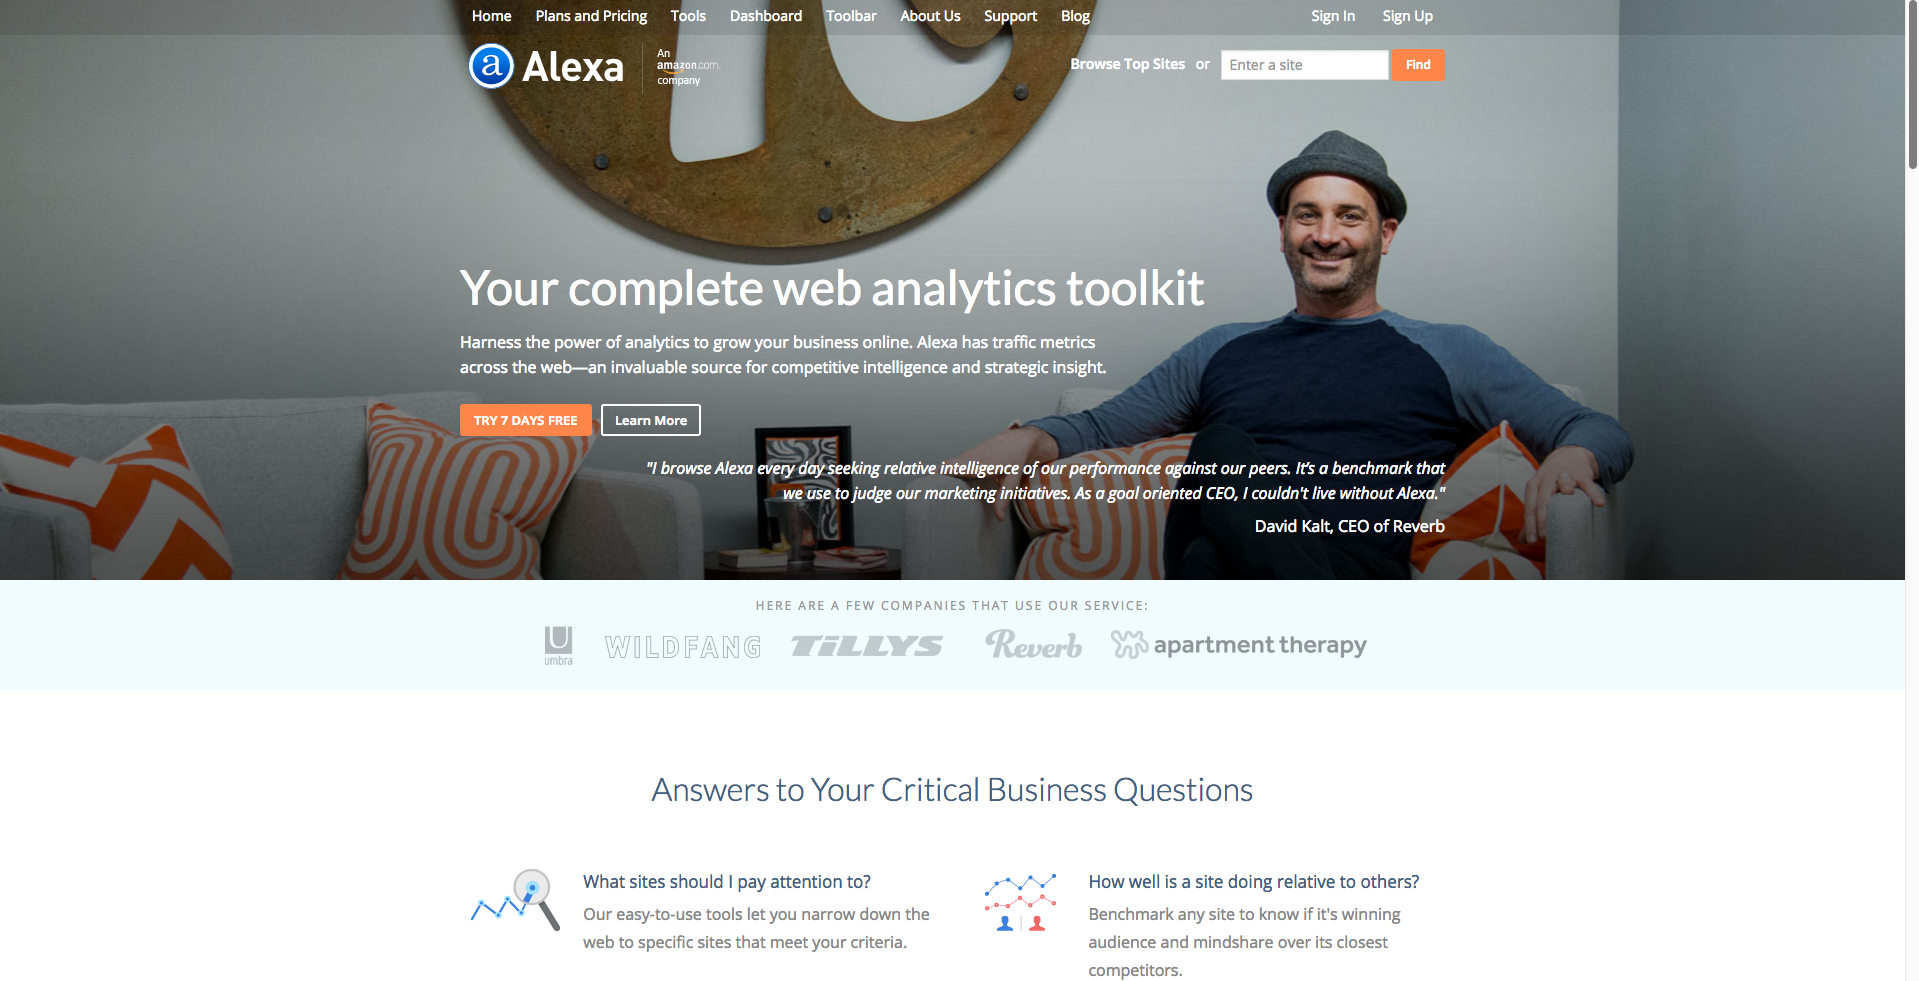 Home Plans and Pricing Tools Dashboard Toolbar About Us Support Blog Sign In Sign Up
a Alexa
An
amazon.com
company
Browse Top Sites or Enter a site Find
Your complete web analytics toolkit
Harness the power of analytics to grow your business online. Alexa has traffic metrics
across the web—an invaluable source for competitive intelligence and strategic insight.
TRY 7 DAYS FREE Learn More
"I browse Alexa every day seeking relative intelligence of our performance against our peers. It's a benchmark that
we use to judge our marketing initiatives. As a goal oriented CEO, I couldn't live without Alexa."
David Kalt, CEO of Reverb
HERE ARE A FEW COMPANIES THAT USE OUR SERVICE:
umbra WILDFANG TiLLYS Reverb apartment therapy
Answers to Your Critical Business Questions
What sites should I pay attention to?
Our easy-to-use tools let you narrow down the
web to specific sites that meet your criteria.
How well is a site doing relative to others?
Benchmark any site to know if it's winning
audience and mindshare over its closest
competitors.